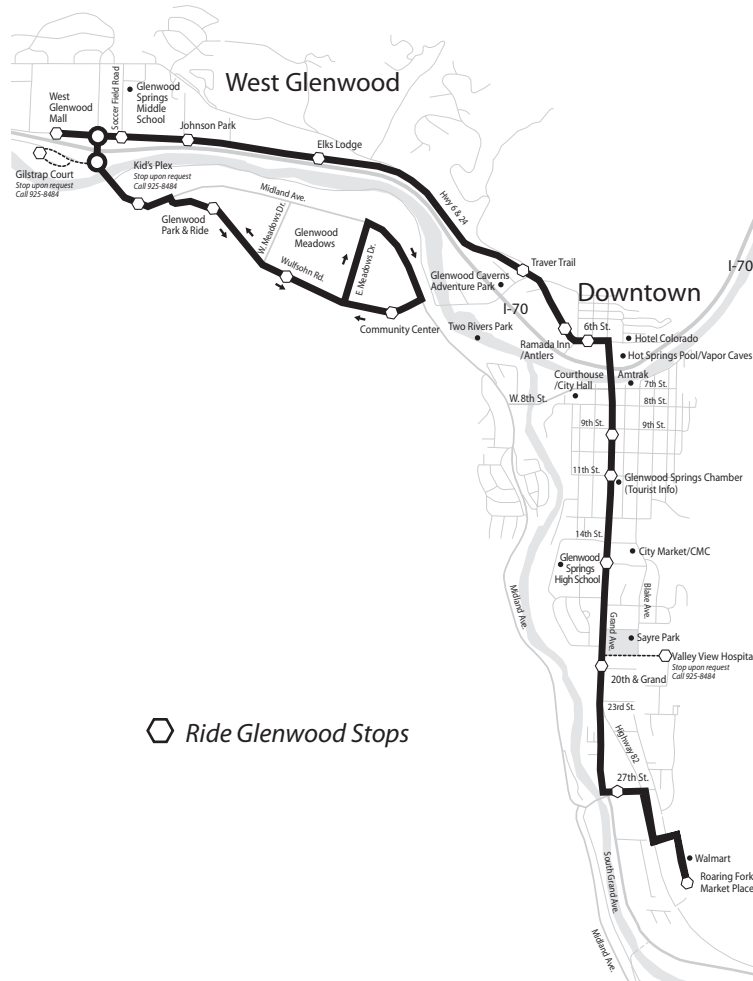 West Glenwood
Soccer Field Road
Glenwood
Springs
Middle
School
West
Glenwood
Mall
Johnson Park
Elks Lodge
Gilstrap Court
Stop upon request
Call 925-8484
Kid's Plex
Stop upon request
Call 925-8484
Midland Ave.
Hwy 6 & 24
Glenwood
Park & Ride
W. Meadows Dr.
Glenwood
Meadows
E. Meadows Dr.
Wulfsohn Rd.
Community Center
Traver Trail
I-70
Glenwood Caverns
Adventure Park
Downtown
I-70
Two Rivers Park
6th St.
Ramada Inn
/Antlers
Hotel Colorado
Hot Springs Pool/Vapor Caves
Courthouse
/City Hall
Amtrak
7th St.
W. 8th St.
8th St.
9th St.
9th St.
11th St.
Glenwood Springs Chamber
(Tourist Info)
14th St.
City Market/CMC
Glenwood
Springs
High School
Midland Ave.
Blake Ave.
Grand Ave.
Sayre Park
Valley View Hospita
Stop upon request
Call 925-8484
20th & Grand
23rd St.
Highway 82
Ride Glenwood Stops
27th St.
Walmart
Roaring Fork
Market Place
South Grand Ave.
Midland Ave.